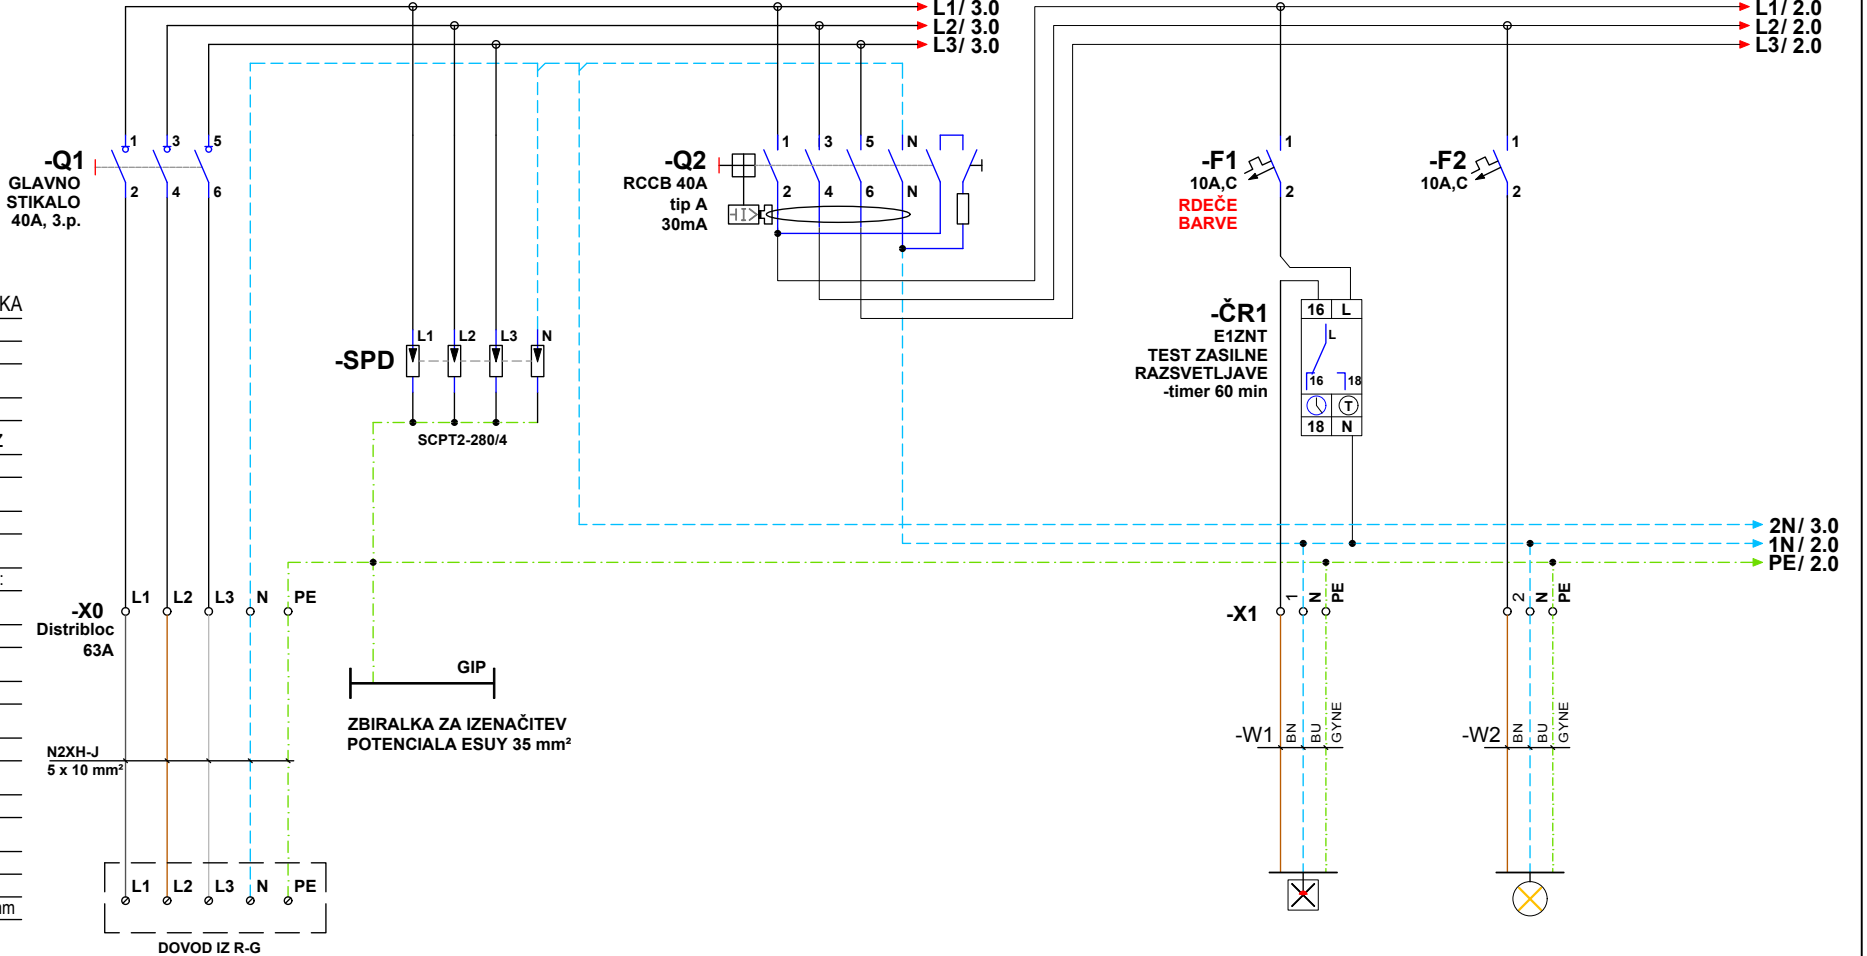 L1/ 3.0
L2/ 3.0
L3/ 3.0
L1/ 2.0
L2/ 2.0
L3/ 2.0
-Q1
GLAVNO
STIKALO
40A, 3.p.
1 3 5
2 4 6
-Q2
RCCB 40A
tip A
30mA
1 3 5 N
2 4 6 N
-F1
10A,C
RDEČE
BARVE
1
2
-F2
10A,C
1
2
KA
-SPD
L1 L2 L3 N
SCPT2-280/4
-ČR1
E1ZNT
TEST ZASILNE
RAZSVETLJAVE
-timer 60 min
16 L
L
16 18
T
18 N
2N/ 3.0
1N/ 2.0
PE/ 2.0
-X0
Distribloc
63A
L1 L2 L3 N PE
-X1
1 N PE
2 N PE
GIP
ZBIRALKA ZA IZENAČITEV
POTENCIALA ESUY 35 mm²
N2XH-J
5 x 10 mm²
-W1 BN BU GYNE
-W2 BN BU GYNE
L1 L2 L3 N PE
DOVOD IZ R-G